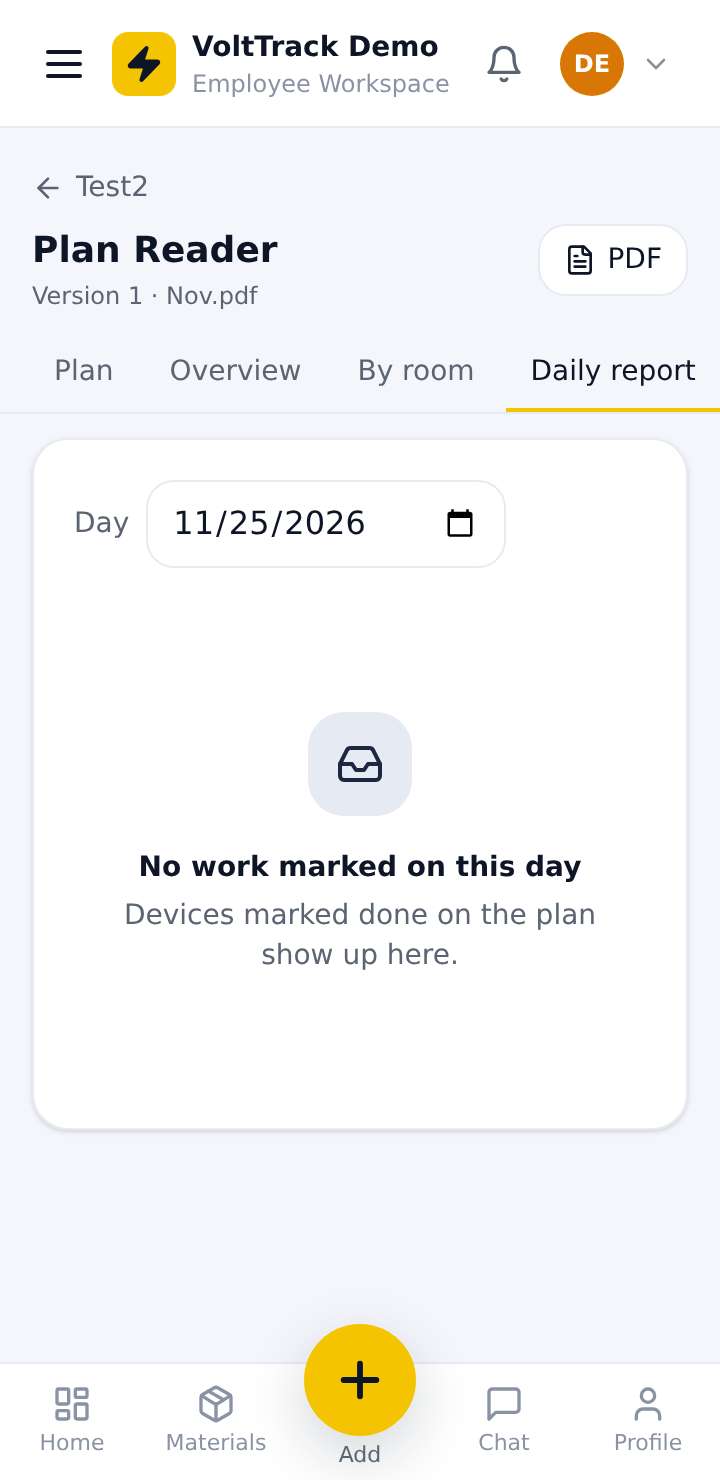 VoltTrack Demo
Employee Workspace
DE
Test2
Plan Reader
Version 1 · Nov.pdf
PDF
Plan
Overview
By room
Daily report
Day
11/25/2026
No work marked on this day
Devices marked done on the plan
show up here.
Home
Materials
Add
Chat
Profile